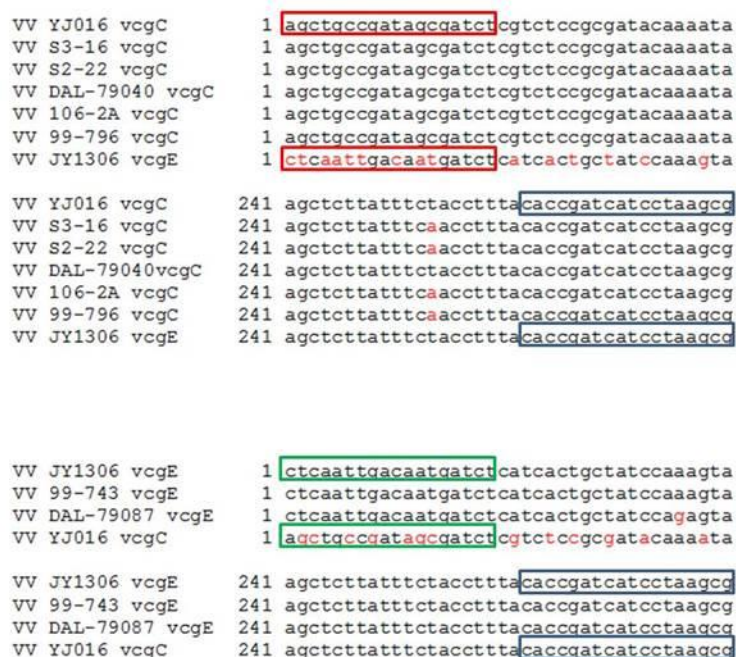 VV YJ016 vcgC 1 agctgccgatagcgatctcgtctccgcgatacaaaata
VV S3-16 vcgC 1 agctgccgatagcgatctcgtctccgcgatacaaaata
VV S2-22 vcgC 1 agctgccgatagcgatctcgtctccgcgatacaaaata
VV DAL-79040 vcgC 1 agctgccgatagcgatctcgtctccgcgatacaaaata
VV 106-2A vcgC 1 agctgccgatagcgatctcgtctccgcgatacaaaata
VV 99-796 vcgC 1 agctgccgatagcgatctcgtctccgcgatacaaaata
VV JY1306 vcgE 1 ctcaattgacaatgatctcatcactgctatccaaagta
VV YJ016 vcgC 241 agctcttatttctacctttacaccgatcatcctaagcg
VV S3-16 vcgC 241 agctcttatttcaacctttacaccgatcatcctaagcg
VV S2-22 vcgC 241 agctcttatttcaacctttacaccgatcatcctaagcg
VV DAL-79040vcgC 241 agctcttatttctacctttacaccgatcatcctaagcg
VV 106-2A vcgC 241 agctcttatttcaacctttacaccgatcatcctaagcg
VV 99-796 vcgC 241 agctcttatttcaacctttacaccgatcatcctaagcg
VV JY1306 vcgE 241 agctcttatttctacctttacaccgatcatcctaagcg
VV JY1306 vcgE 1 ctcaattgacaatgatctcatcactgctatccaaagta
VV 99-743 vcgE 1 ctcaattgacaatgatctcatcactgctatccaaagta
VV DAL-79087 vcgE 1 ctcaattgacaatgatctcatcactgctatccagagta
VV YJ016 vcgC 1 agctgccgatagcgatctcgtctccgcgatacaaaata
VV JY1306 vcgE 241 agctcttatttctacctttacaccgatcatcctaagcg
VV 99-743 vcgE 241 agctcttatttctacctttacaccgatcatcctaagcg
VV DAL-79087 vcgE 241 agctcttatttctacctttacaccgatcatcctaagcg
VV YJ016 vcgC 241 agctcttatttctacctttacaccgatcatcctaagcg